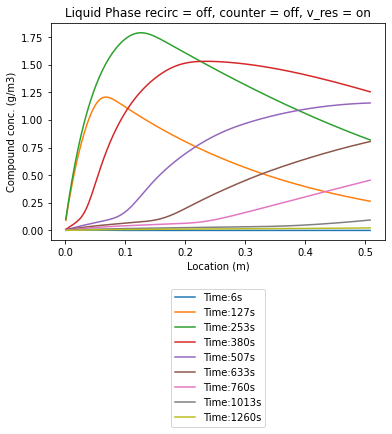 Liquid Phase recirc = off, counter = off, v_res = on
Compound conc. (g/m3)
1.75
1.50
1.25
1.00
0.75
0.50
0.25
0.00
0.0 0.1 0.2 0.3 0.4 0.5
Location (m)
Time:6s
Time:127s
Time:253s
Time:380s
Time:507s
Time:633s
Time:760s
Time:1013s
Time:1260s